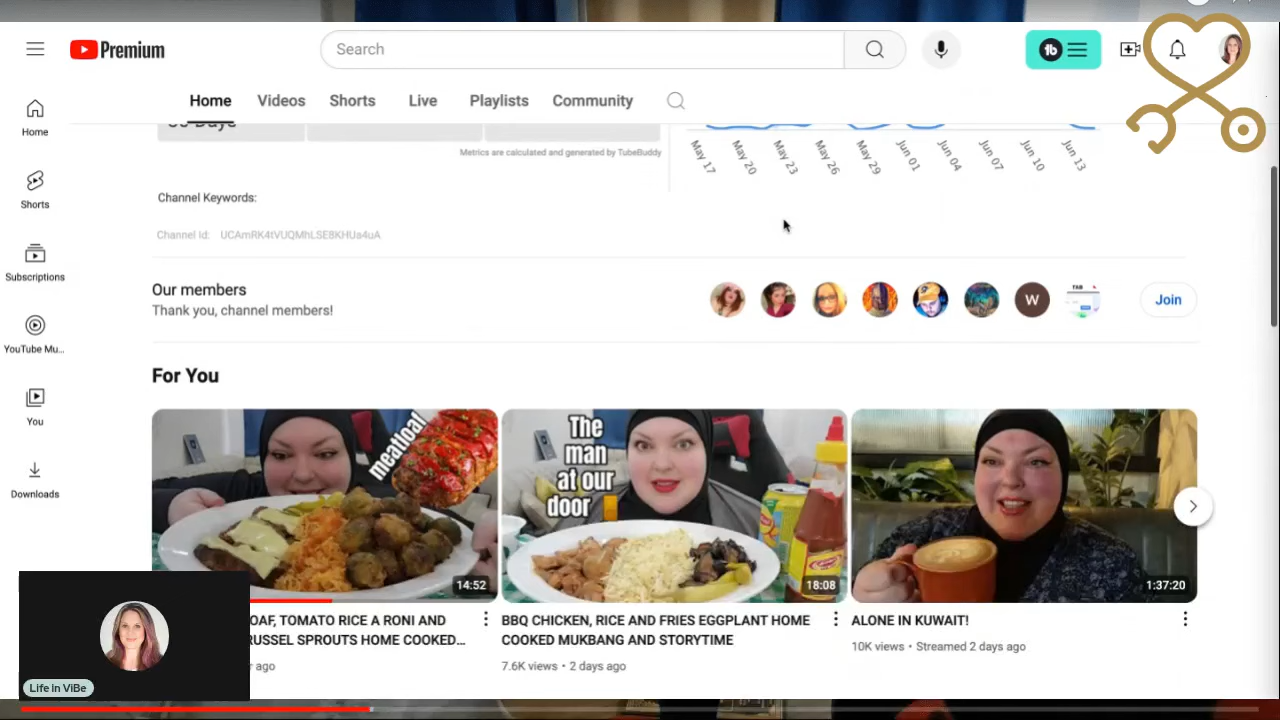 Premium
Search
Home
Videos
Shorts
Live
Playlists
Community
May 17
May 20
May 23
May 26
May 29
Jun 01
Jun 04
Jun 07
Jun 10
Jun 13
Metrics are calculated and generated by TubeBuddy
Home
Shorts
Subscriptions
YouTube Mu...
You
Downloads
Channel Keywords:
Channel Id: UCAmRK4tVUQMhLSE8KHUa4uA
Our members
Thank you, channel members!
W
TAB
Join
For You
meatloaf
14:52
The
man
at our
door
18:08
1:37:20
OAF, TOMATO RICE A RONI AND
RUSSEL SPROUTS HOME COOKED...
r ago
BBQ CHICKEN, RICE AND FRIES EGGPLANT HOME
COOKED MUKBANG AND STORYTIME
7.6K views • 2 days ago
ALONE IN KUWAIT!
10K views • Streamed 2 days ago
Life In ViBe